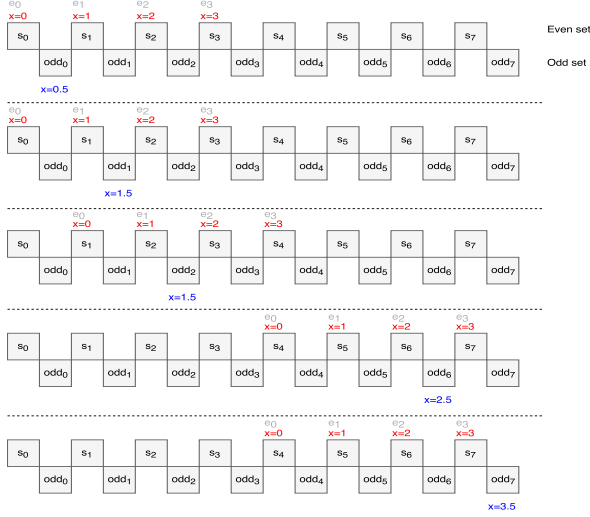 e0 e1 e2 e3
x=0 x=1 x=2 x=3
s0 s1 s2 s3 s4 s5 s6 s7 Even set
odd0 odd1 odd2 odd3 odd4 odd5 odd6 odd7 Odd set
x=0.5
e0 e1 e2 e3
x=0 x=1 x=2 x=3
s0 s1 s2 s3 s4 s5 s6 s7
odd0 odd1 odd2 odd3 odd4 odd5 odd6 odd7
x=1.5
e0 e1 e2 e3
x=0 x=1 x=2 x=3
s0 s1 s2 s3 s4 s5 s6 s7
odd0 odd1 odd2 odd3 odd4 odd5 odd6 odd7
x=1.5
e0 e1 e2 e3
x=0 x=1 x=2 x=3
s0 s1 s2 s3 s4 s5 s6 s7
odd0 odd1 odd2 odd3 odd4 odd5 odd6 odd7
x=2.5
e0 e1 e2 e3
x=0 x=1 x=2 x=3
s0 s1 s2 s3 s4 s5 s6 s7
odd0 odd1 odd2 odd3 odd4 odd5 odd6 odd7
x=3.5